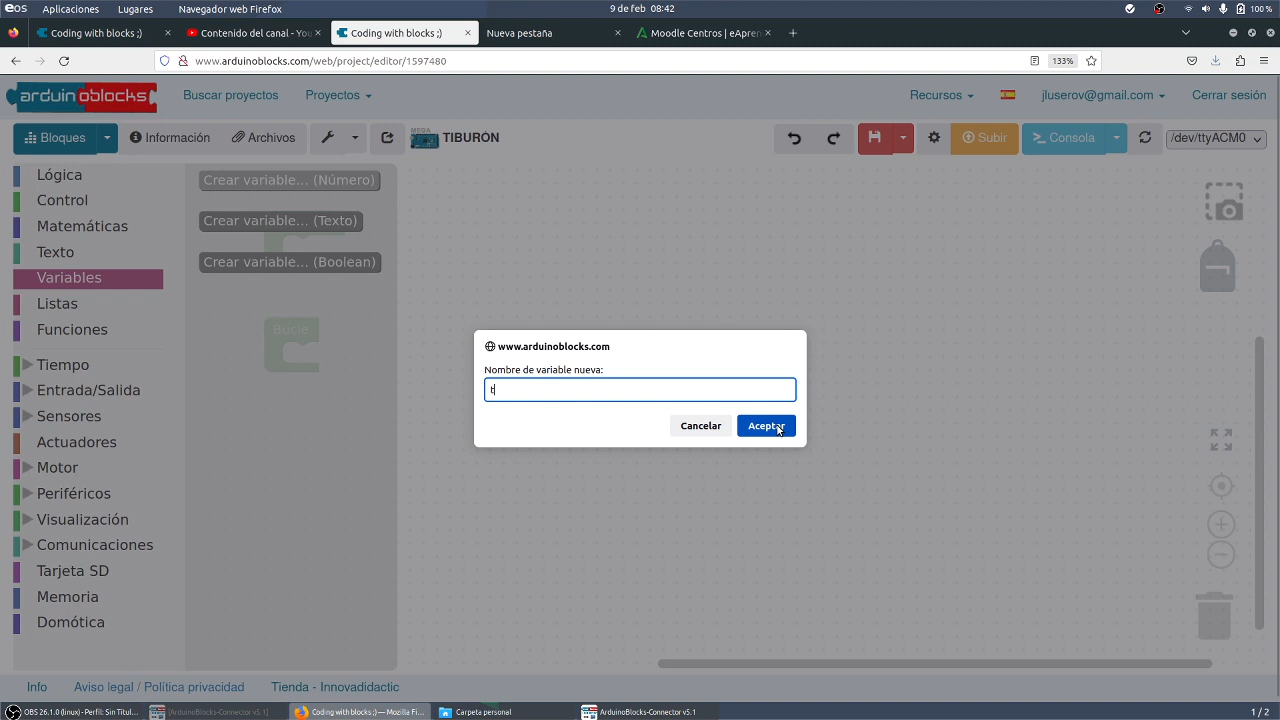 eos Aplicaciones Lugares Navegador web Firefox 9 de feb 08:42 100 %
Coding with blocks ;) Contenido del canal - You Coding with blocks ;) Nueva pestaña Moodle Centros | eApren
www.arduinoblocks.com/web/project/editor/1597480 133%
arduinoblocks Buscar proyectos Proyectos Recursos jluserov@gmail.com Cerrar sesión
Bloques Información Archivos MEGA TIBURÓN Subir Consola /dev/ttyACM0
Lógica
Control
Matemáticas
Texto
Variables
Listas
Funciones
Tiempo
Entrada/Salida
Sensores
Actuadores
Motor
Periféricos
Visualización
Comunicaciones
Tarjeta SD
Memoria
Domótica
Crear variable... (Número)
Crear variable... (Texto)
Crear variable... (Boolean)
Bucle
www.arduinoblocks.com
Nombre de variable nueva:
t
Cancelar Aceptar
Info Aviso legal / Política privacidad Tienda - Innovadidactic
OBS 26.1.0 (linux) - Perfil: Sin Titul... [ArduinoBlocks-Connector v5.1] Coding with blocks ;) — Mozilla Fi... Carpeta personal ArduinoBlocks-Connector v5.1 1 / 2